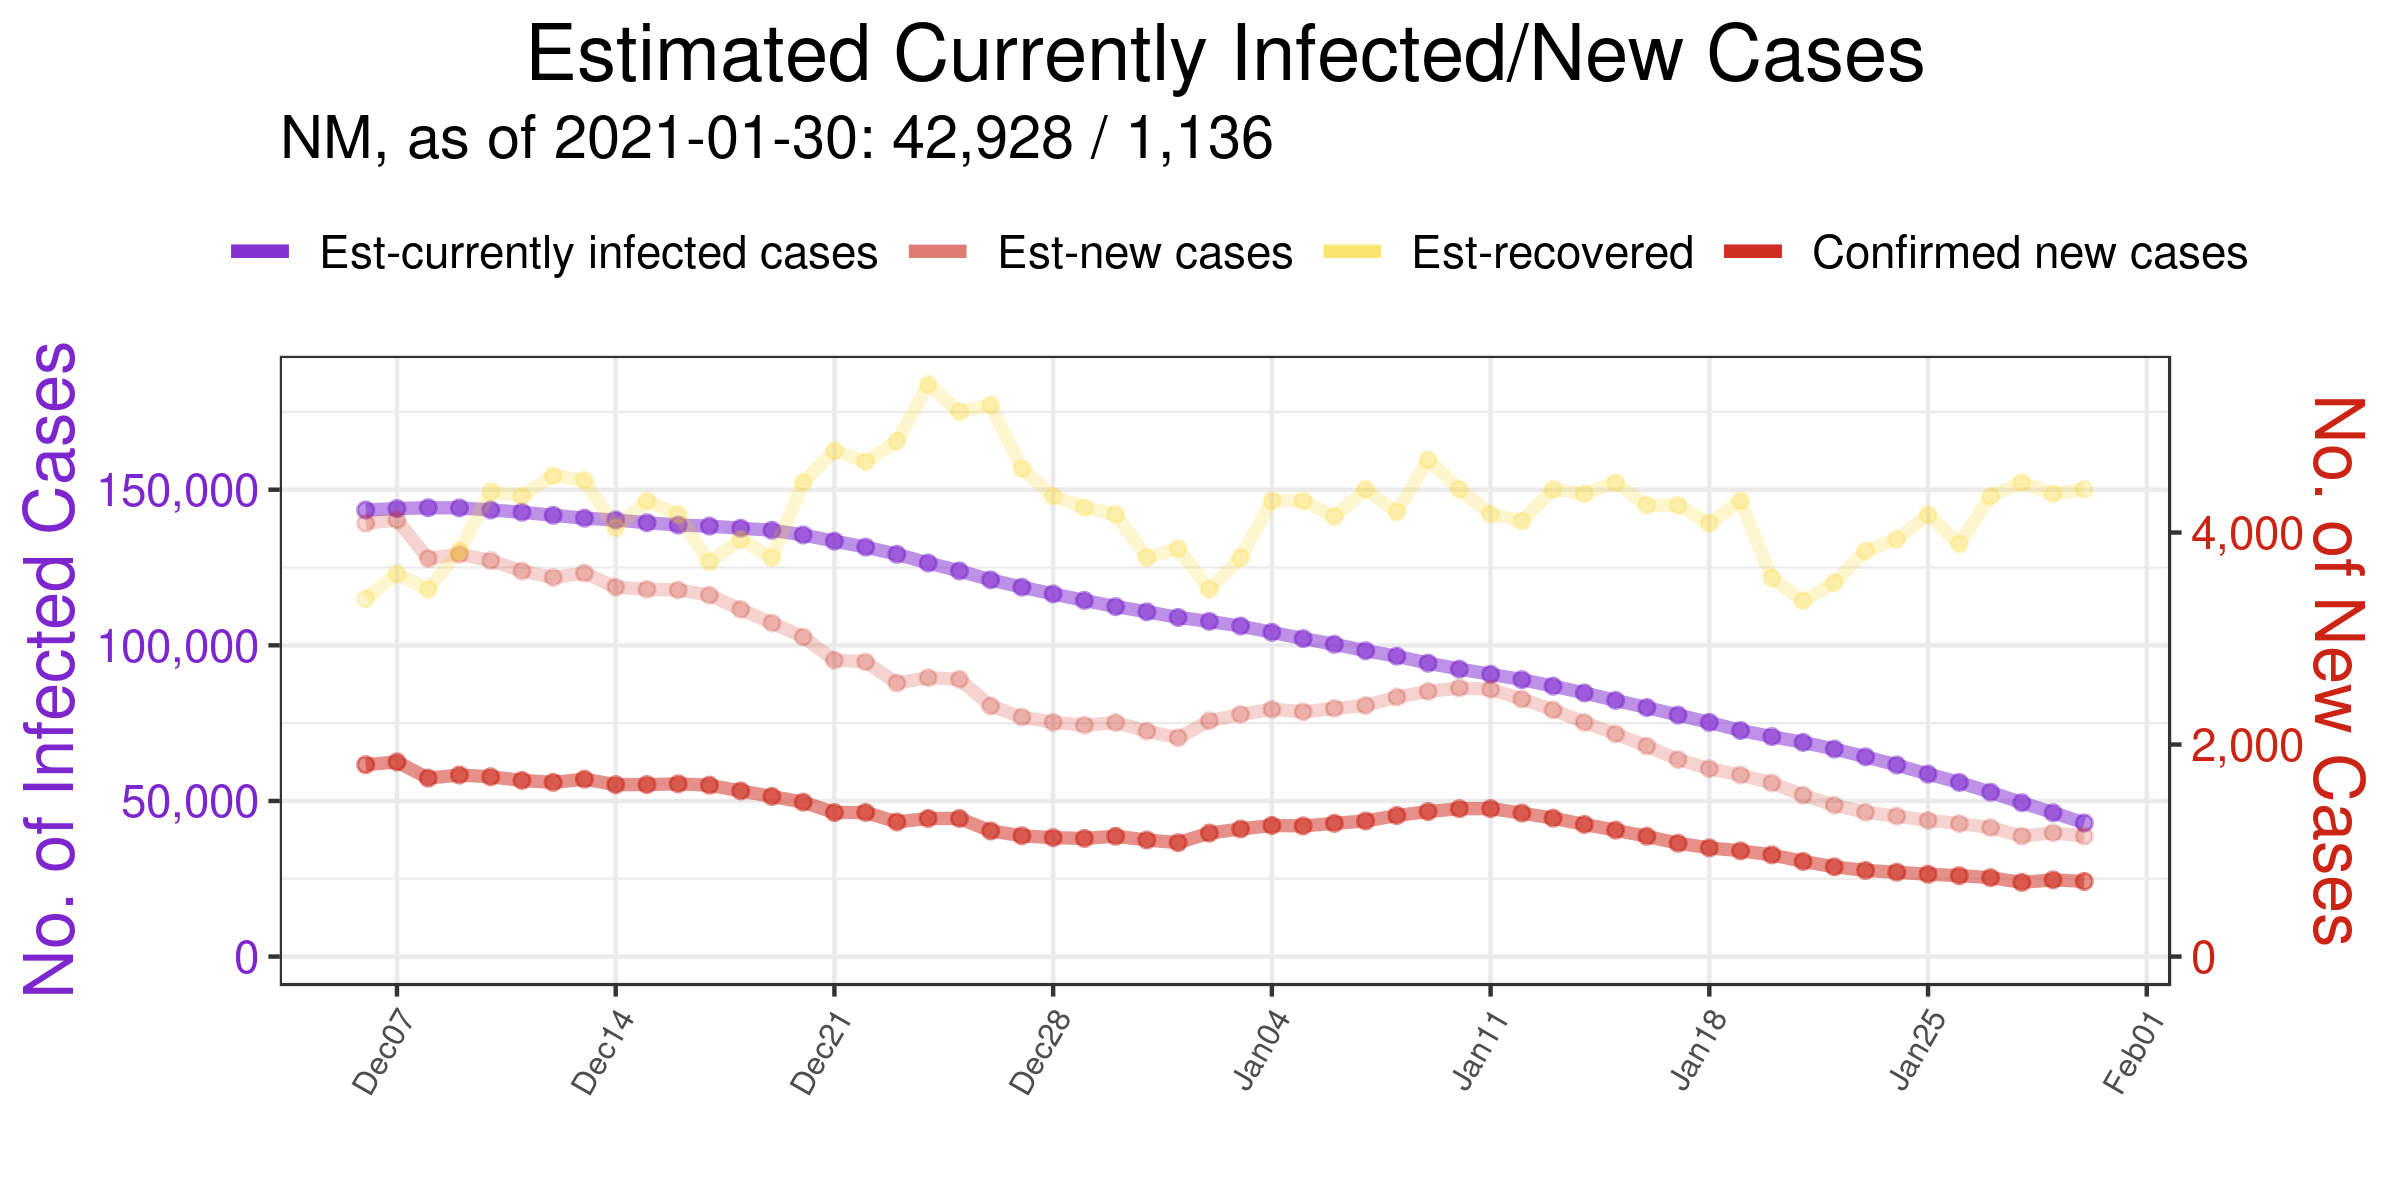 Estimated Currently Infected/New Cases
NM, as of 2021-01-30: 42,928 / 1,136
Est-currently infected cases Est-new cases Est-recovered Confirmed new cases
No. of Infected Cases
150,000
100,000
50,000
0
4,000
2,000
0
No. of New Cases
Dec07 Dec14 Dec21 Dec28 Jan04 Jan11 Jan18 Jan25 Feb01